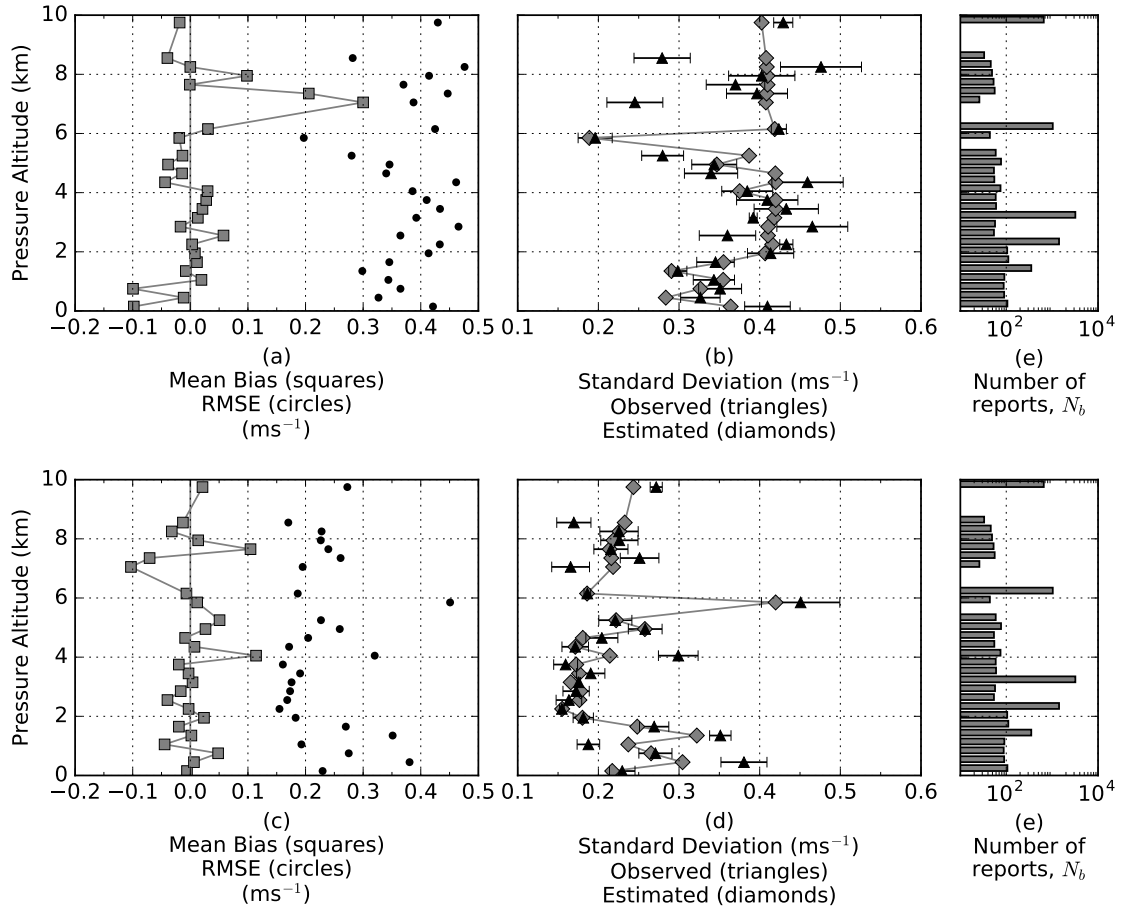 10
8
6
4
2
0
Pressure Altitude (km)
−0.2 −0.1 0.0 0.1 0.2 0.3 0.4 0.5
(a)
Mean Bias (squares)
RMSE (circles)
(ms⁻¹)
0.1 0.2 0.3 0.4 0.5 0.6
(b)
Standard Deviation (ms⁻¹)
Observed (triangles)
Estimated (diamonds)
10² 10⁴
(e)
Number of
reports, N_b
10
8
6
4
2
0
Pressure Altitude (km)
−0.2 −0.1 0.0 0.1 0.2 0.3 0.4 0.5
(c)
Mean Bias (squares)
RMSE (circles)
(ms⁻¹)
0.1 0.2 0.3 0.4 0.5 0.6
(d)
Standard Deviation (ms⁻¹)
Observed (triangles)
Estimated (diamonds)
10² 10⁴
(e)
Number of
reports, N_b